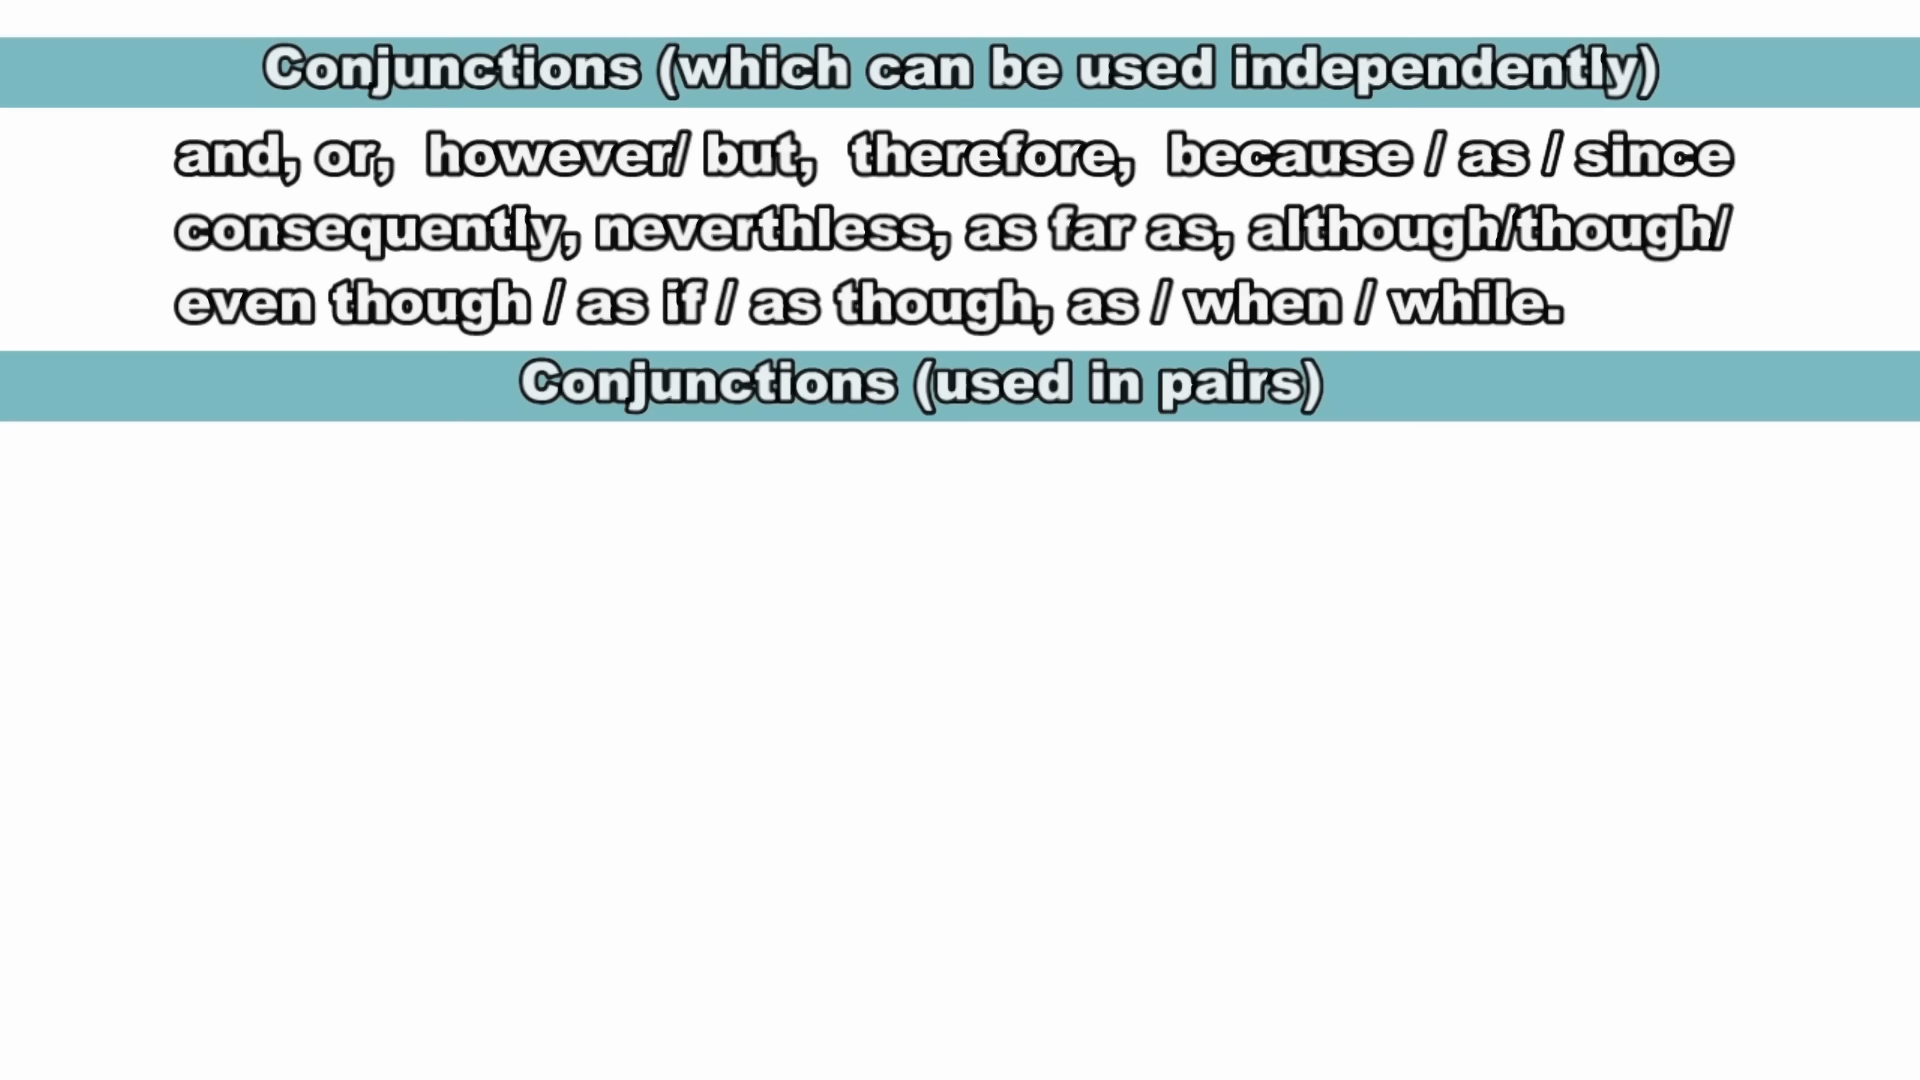 Conjunctions (which can be used independently)
and, or, however/ but, therefore, because / as / since
consequently, neverthless, as far as, although/though/
even though / as if / as though, as / when / while.
Conjunctions (used in pairs)